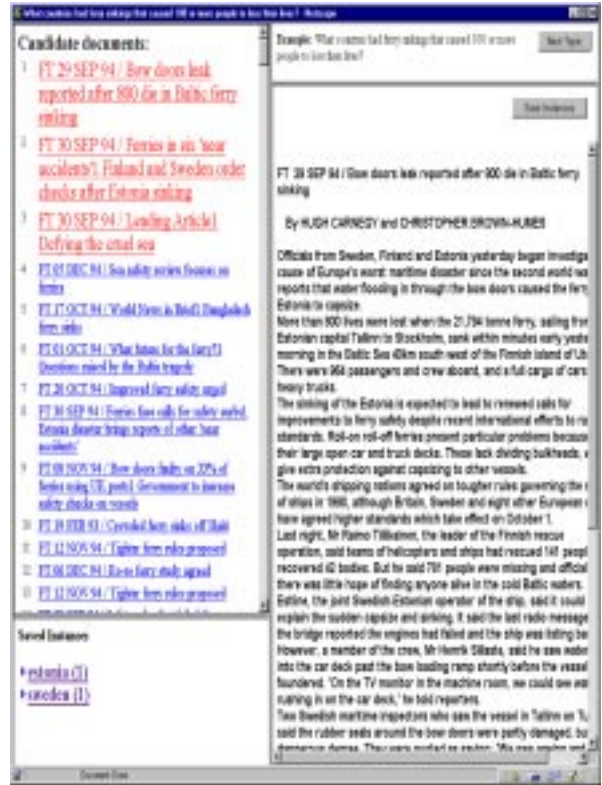 What countries had ferry sinkings that caused 100 or more people to lose their lives? - Netscape
Candidate documents:
1 FT 29 SEP 94 / Bow doors leak
reported after 800 die in Baltic ferry
sinking
2 FT 30 SEP 94 / Ferries in six 'near
accidents': Finland and Sweden order
checks after Estonia sinking
3 FT 30 SEP 94 / Leading Article:
Defying the cruel sea
4 FT 05 DEC 94 / Sea safety review focuses on
ferries
5 FT 17 OCT 94 / World News in Brief: Bangladesh
ferry sinks
6 FT 01 OCT 94 / What future for the ferry?:
Questions raised by the Baltic tragedy
7 FT 28 OCT 94 / Improved ferry safety urged
8 FT 30 SEP 94 / Ferries face calls for safety
Estonia disaster brings reports of other 'near
accidents'
9 FT 08 NOV 94 / Bow doors faulty on 20% of
ferries using UK ports: Government to increase
safety checks on vessels
10 FT 19 FEB 93 / Crowded ferry sinks off Haiti
11 FT 12 NOV 94 / Tighter ferry rules proposed
12 FT 06 DEC 94 / Ro-ro ferry study agreed
13 FT 12 NOV 94 / Tighter ferry rules proposed
Saved Instances
estonia (1)
sweden (1)
Example: What countries had ferry sinkings that caused 100 or more
people to lose their lives?
Next Topic
Save Instances
FT 29 SEP 94 / Bow doors leak reported after 800 die in Baltic ferry
sinking
By HUGH CARNEGY and CHRISTOPHER BROWN-HUMES
Officials from Sweden, Finland and Estonia yesterday began investiga
cause of Europe's worst maritime disaster since the second world wa
reports that water flooding in through the bow doors caused the ferry
Estonia to capsize.
More than 800 lives were lost when the 21,794 tonne ferry, sailing from
Estonian capital Tallinn to Stockholm, sank within minutes early yeste
morning in the Baltic Sea 40km south west of the Finnish island of Ut
There were 964 passengers and crew aboard, and a full cargo of cars
heavy trucks.
The sinking of the Estonia is expected to lead to renewed calls for
improvements to ferry safety despite recent international efforts to ra
standards. Roll-on roll-off ferries present particular problems because
their large open car and truck decks. These lack dividing bulkheads, w
give extra protection against capsizing to other vessels.
The world's shipping nations agreed on tougher rules governing the
of ships in 1990, although Britain, Sweden and eight other European
have agreed higher standards which take effect on October 1.
Last night, Mr Raimo Tiilikainen, the leader of the Finnish rescue
operation, said teams of helicopters and ships had rescued 141 peopl
recovered 42 bodies. But he said 781 people were missing and official
there was little hope of finding anyone alive in the cold Baltic waters.
Estline, the joint Swedish-Estonian operator of the ship, said it could
explain the sudden capsize and sinking. It said the last radio message
the bridge reported the engines had failed and the ship was listing ba
However, a member of the crew, Mr Henrik Sillaste, said he saw water
into the car deck past the bow loading ramp shortly before the vessel
foundered. 'On the TV monitor in the machine room, we could see wat
rushing in on the car deck,' he told reporters.
Two Swedish maritime inspectors who saw the vessel in Tallinn on Tu
said the rubber seals around the bow doors were partly damaged, bu
dangerous degree. They were quoted as saying: 'We saw
Document: Done